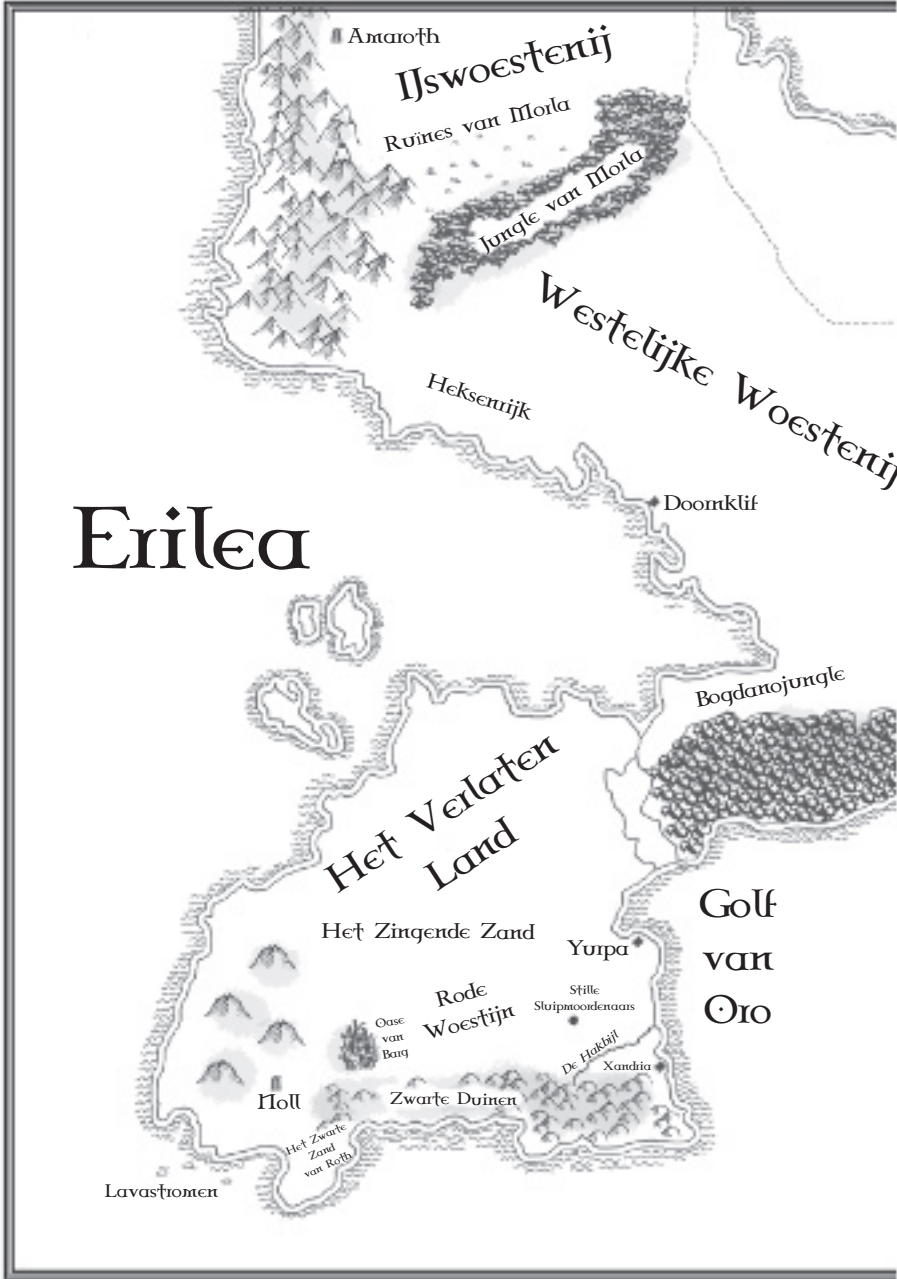 Amaroth
IJswoestenij
Ruïnes van Morla
Jungle van Morla
Westelijke Woestenij
Heksenrijk
Doornklif
Erilea
Bogdanojungle
Het Verlaten
Land
Golf
van
Oro
Het Zingende Zand
Yurpa
Stille
Sluipmoordenaars
Rode
Woestijn
Oase
van
Barg
De Hakbijl
Xandria
Noll
Zwarte Duinen
Het Zwarte
Zand
van Roth
Lavastromen